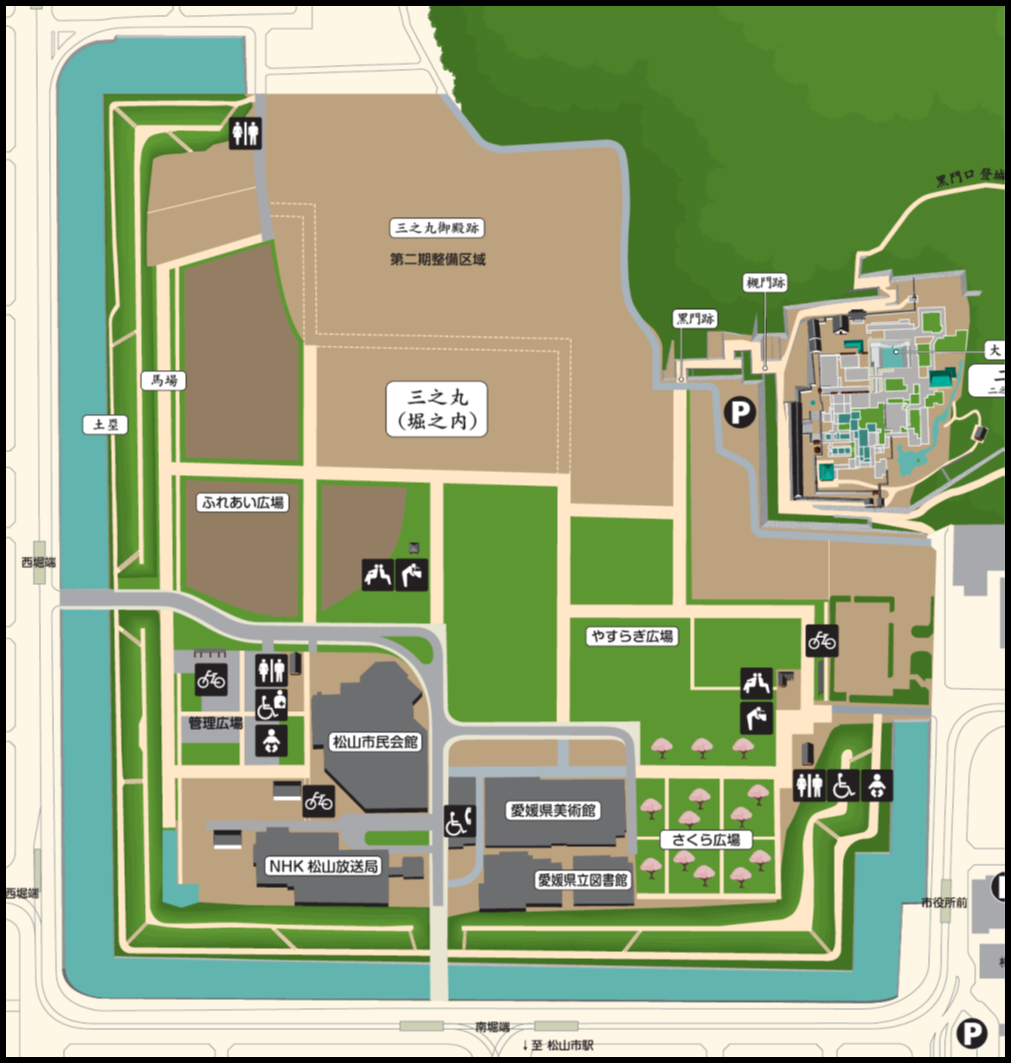 黒門口 登城
三之丸御殿跡
第二期整備区域
槻門跡
黒門跡
大
馬場
三之丸
(堀之内)
P
土塁
ふれあい広場
西堀端
やすらぎ広場
管理広場
松山市民会館
愛媛県美術館
さくら広場
NHK 松山放送局
愛媛県立図書館
西堀端
市役所前
南堀端
↓至 松山市駅
P